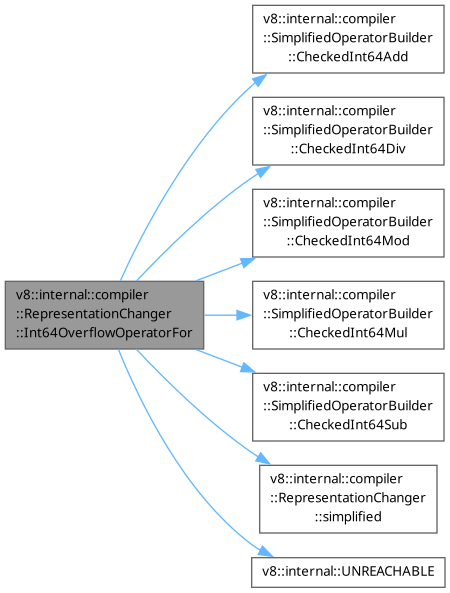 v8::internal::compiler
::SimplifiedOperatorBuilder
::CheckedInt64Add
v8::internal::compiler
::SimplifiedOperatorBuilder
::CheckedInt64Div
v8::internal::compiler
::SimplifiedOperatorBuilder
::CheckedInt64Mod
v8::internal::compiler
::RepresentationChanger
::Int64OverflowOperatorFor
v8::internal::compiler
::SimplifiedOperatorBuilder
::CheckedInt64Mul
v8::internal::compiler
::SimplifiedOperatorBuilder
::CheckedInt64Sub
v8::internal::compiler
::RepresentationChanger
::simplified
v8::internal::UNREACHABLE